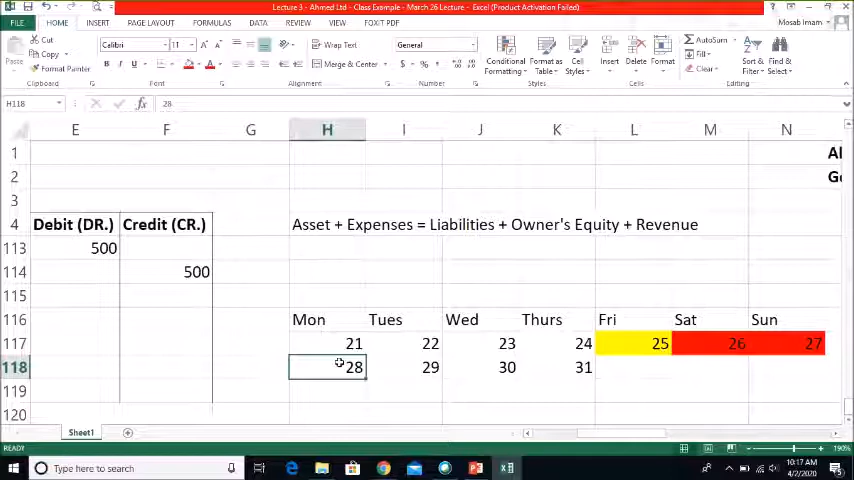 Lecture 3 - Ahmed Ltd - Class Example - March 26 Lecture - Excel (Product Activation Failed)
FILE HOME INSERT PAGE LAYOUT FORMULAS DATA REVIEW VIEW FOXIT PDF Mosab Imam
Cut
Copy
Format Painter
Paste
Clipboard
Calibri 11
B I U
Font
Wrap Text
Merge & Center
Alignment
General
$ % ,
Number
Conditional Formatting
Format as Table
Cell Styles
Styles
Insert Delete Format
Cells
AutoSum
Fill
Clear
Sort & Filter
Find & Select
Editing
H118 fx 28
E F G H I J K L M N
1 Al
2 Ge
3
4 Debit (DR.) Credit (CR.) Asset + Expenses = Liabilities + Owner's Equity + Revenue
113 500
114 500
115
116 Mon Tues Wed Thurs Fri Sat Sun
117 21 22 23 24 25 26 27
118 28 29 30 31
119
120
Sheet1
READY 190%
Type here to search
10:17 AM
4/2/2020